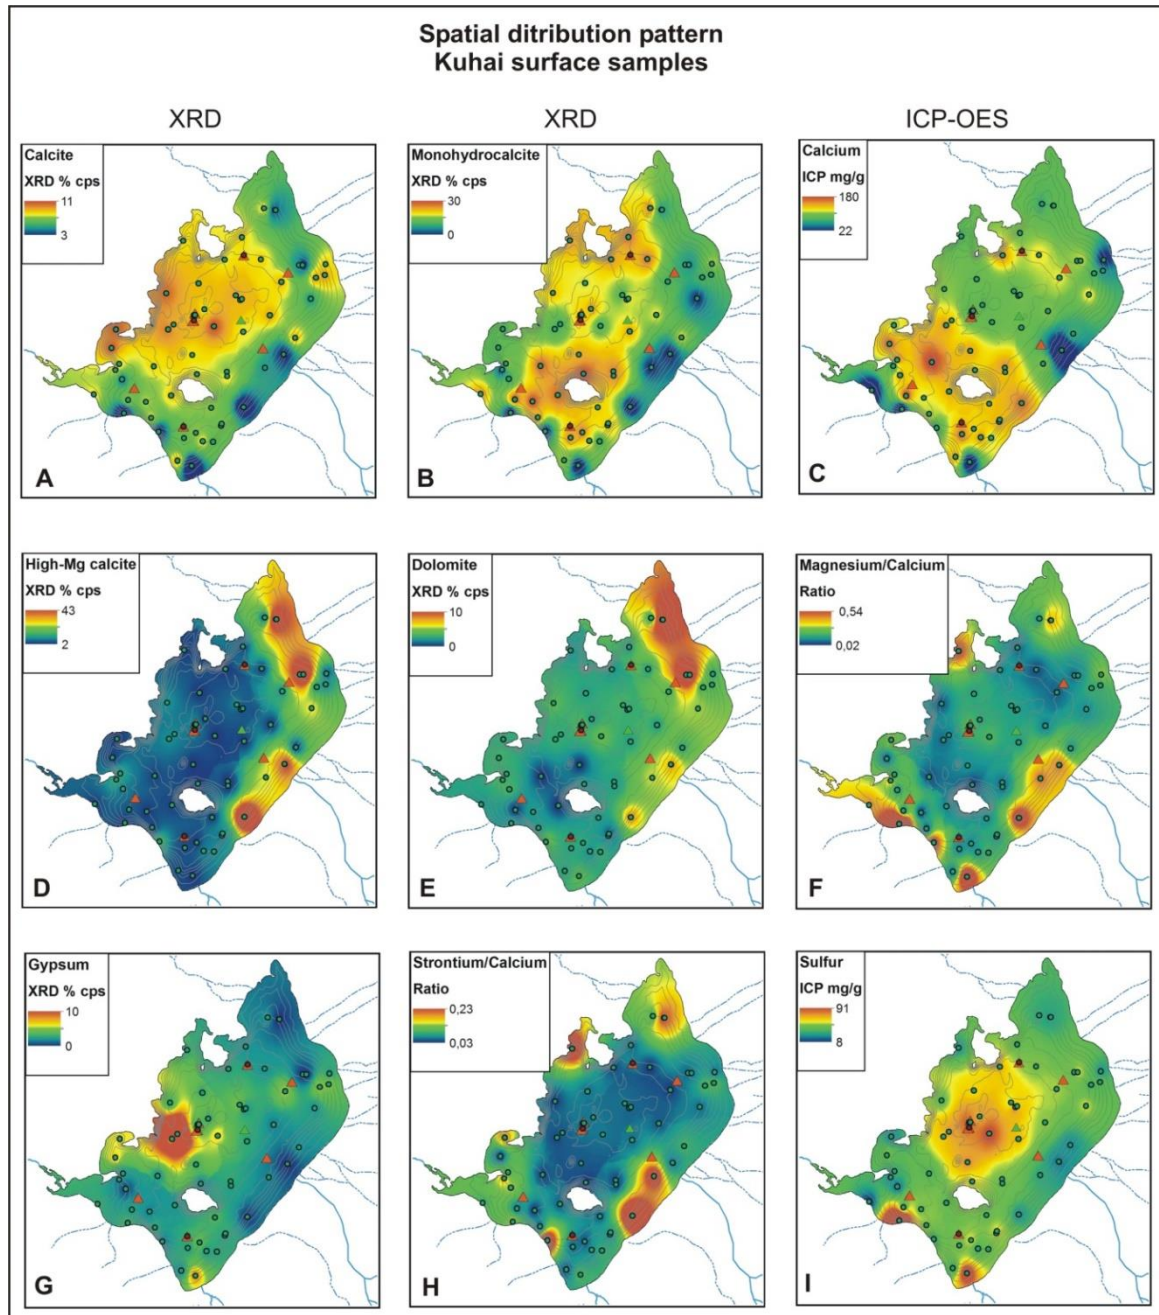 Spatial ditribution pattern
Kuhai surface samples
XRD
XRD
ICP-OES
Calcite
XRD % cps
11
3
A
Monohydrocalcite
XRD % cps
30
0
B
Calcium
ICP mg/g
180
22
C
High-Mg calcite
XRD % cps
43
2
D
Dolomite
XRD % cps
10
0
E
Magnesium/Calcium
Ratio
0,54
0,02
F
Gypsum
XRD % cps
10
0
G
Strontium/Calcium
Ratio
0,23
0,03
H
Sulfur
ICP mg/g
91
8
I